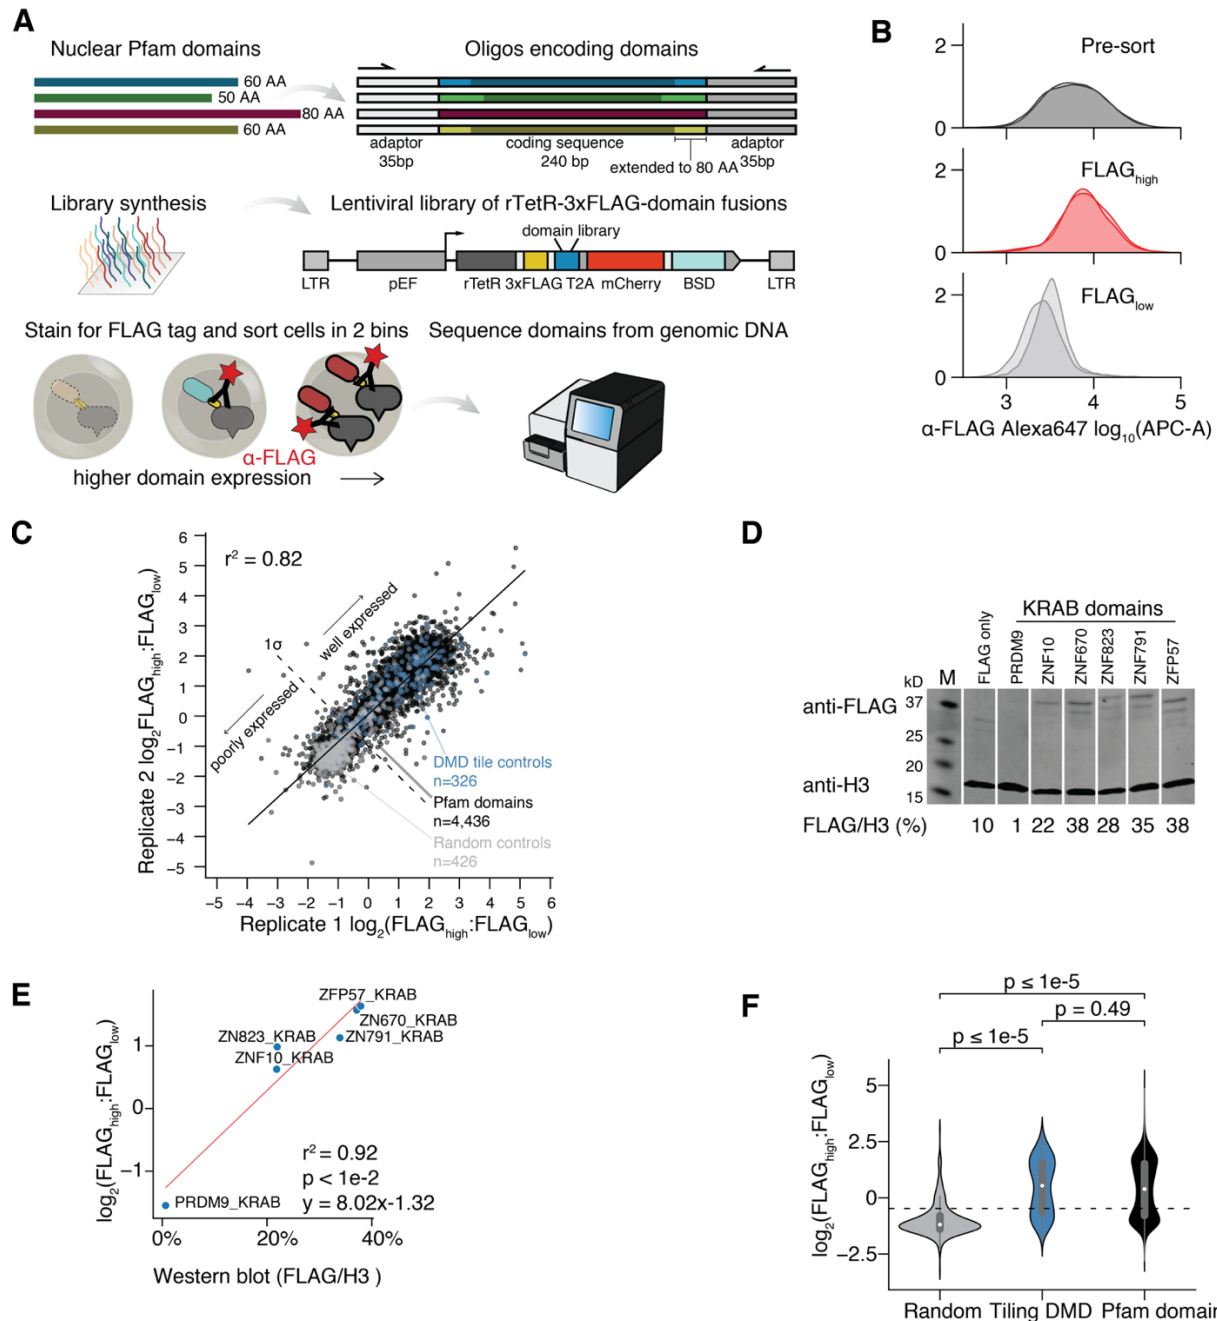 A
Nuclear Pfam domains
60 AA
50 AA
80 AA
60 AA
Oligos encoding domains
adaptor
35bp
coding sequence
240 bp
extended to 80 AA
adaptor
35bp
Library synthesis
Lentiviral library of rTetR-3xFLAG-domain fusions
domain library
LTR
pEF
rTetR 3xFLAG T2A mCherry
BSD
LTR
Stain for FLAG tag and sort cells in 2 bins
α-FLAG
higher domain expression
Sequence domains from genomic DNA
B
2
0
Pre-sort
2
0
FLAGhigh
2
0
FLAGlow
3 4 5
α-FLAG Alexa647 log10(APC-A)
C
Replicate 2 log2FLAGhigh:FLAGlow)
6
5
4
3
2
1
0
−1
−2
−3
−4
−5
r2 = 0.82
1σ
well expressed
poorly expressed
DMD tile controls
n=326
Pfam domains
n=4,436
Random controls
n=426
−5 −4 −3 −2 −1 0 1 2 3 4 5 6
Replicate 1 log2(FLAGhigh:FLAGlow)
D
KRAB domains
kD
M
FLAG only
PRDM9
ZNF10
ZNF670
ZNF823
ZNF791
ZFP57
anti-FLAG
37
25
20
anti-H3
15
FLAG/H3 (%) 10 1 22 38 28 35 38
E
log2(FLAGhigh:FLAGlow)
1
0
−1
ZFP57_KRAB
ZN670_KRAB
ZN823_KRAB
ZN791_KRAB
ZNF10_KRAB
PRDM9_KRAB
r2 = 0.92
p < 1e-2
y = 8.02x-1.32
0% 20% 40%
Western blot (FLAG/H3 )
F
p ≤ 1e-5
p = 0.49
p ≤ 1e-5
log2(FLAGhigh:FLAGlow)
5
2.5
0
−2.5
Random Tiling DMD Pfam domain